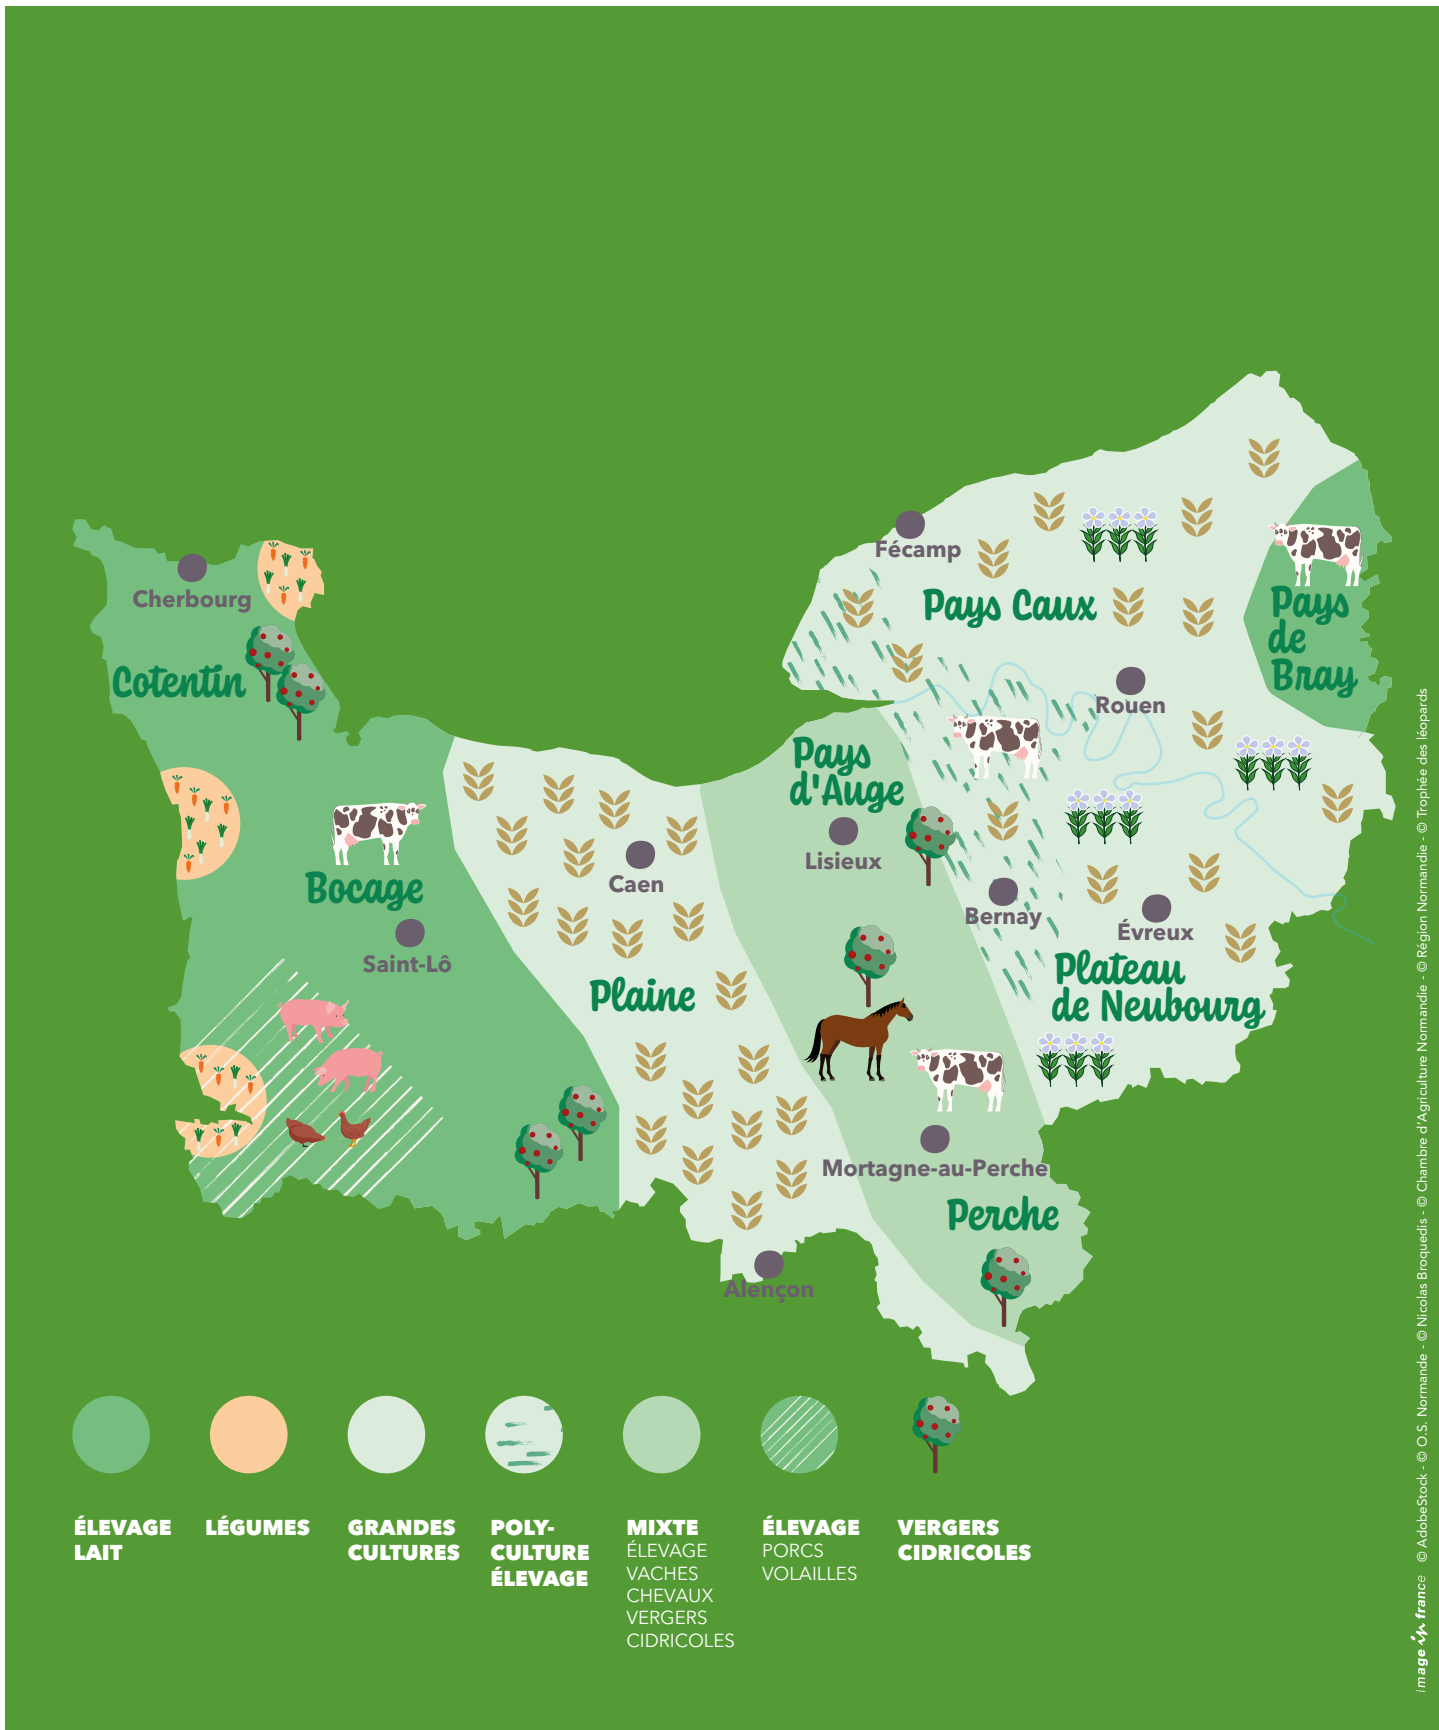 Fécamp
Pays Caux
Cherbourg
Pays
de
Bray
Cotentin
Rouen
Pays
d'Auge
Lisieux
Caen
Bocage
Bernay
Évreux
Saint-Lô
Plaine
Plateau
de Neubourg
Mortagne-au-Perche
Perche
Alençon
ÉLEVAGE
LAIT
LÉGUMES
GRANDES
CULTURES
POLY-
CULTURE
ÉLEVAGE
MIXTE
ÉLEVAGE
VACHES
CHEVAUX
VERGERS
CIDRICOLES
ÉLEVAGE
PORCS
VOLAILLES
VERGERS
CIDRICOLES
image in france © AdobeStock - © O.S. Normande - © Nicolas Broquedis - © Chambre d'Agriculture Normandie - © Région Normandie - © Trophée des léopards